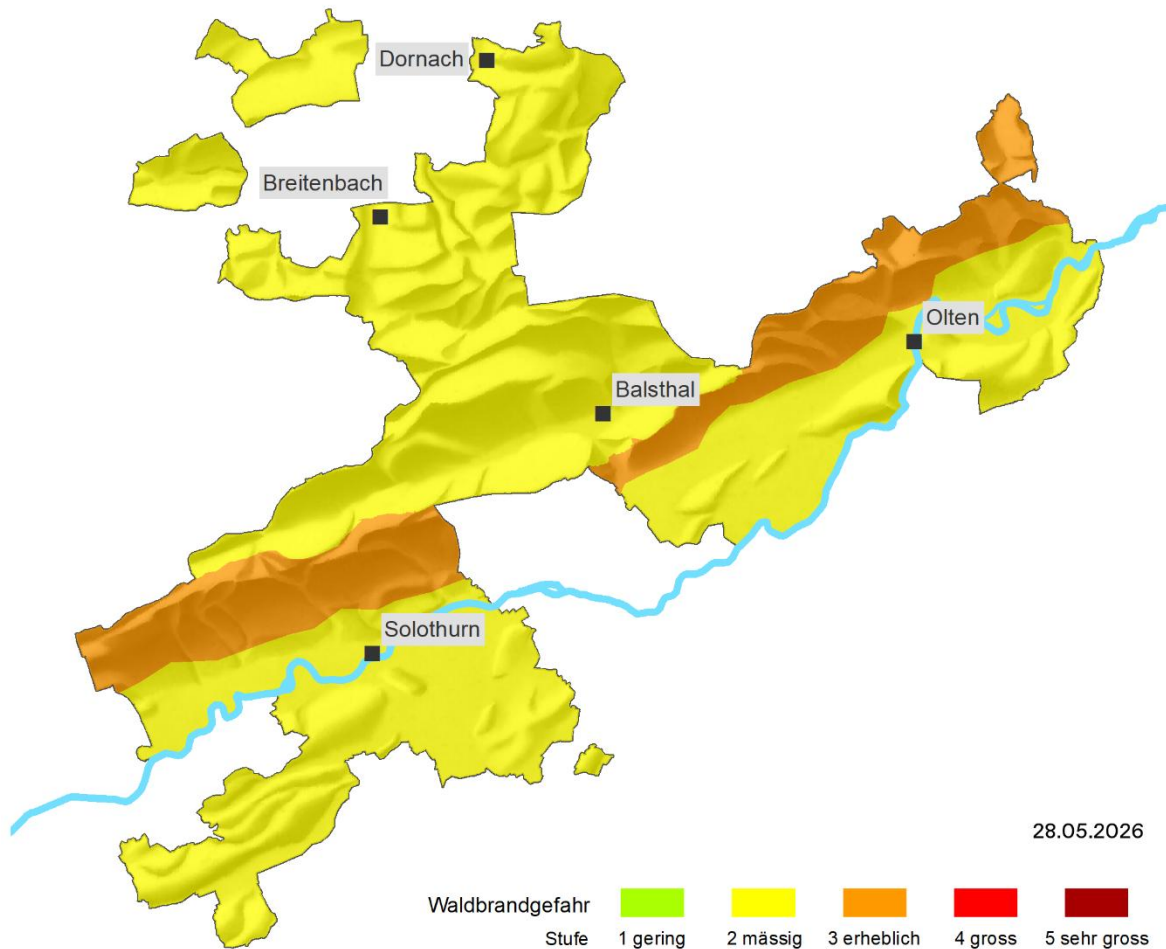 Dornach
Breitenbach
Olten
Balsthal
Solothurn
28.05.2026
Waldbrandgefahr
Stufe 1 gering 2 mässig 3 erheblich 4 gross 5 sehr gross